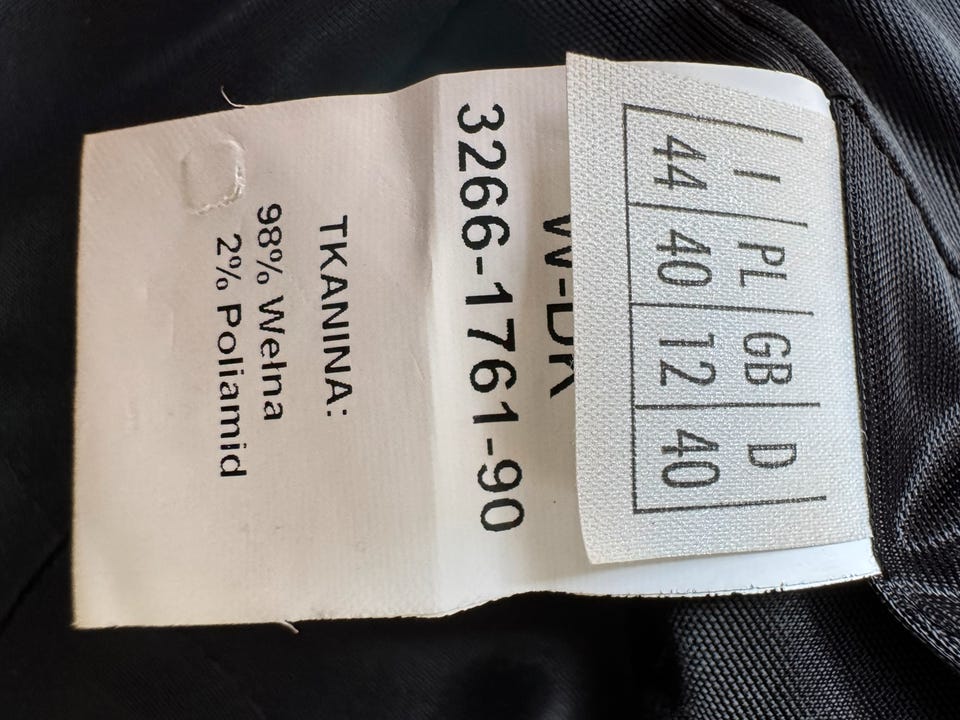 I PL GB D
44 40 12 40
3266-1761-90
TKANINA:
98% Wełna
2% Poliamid